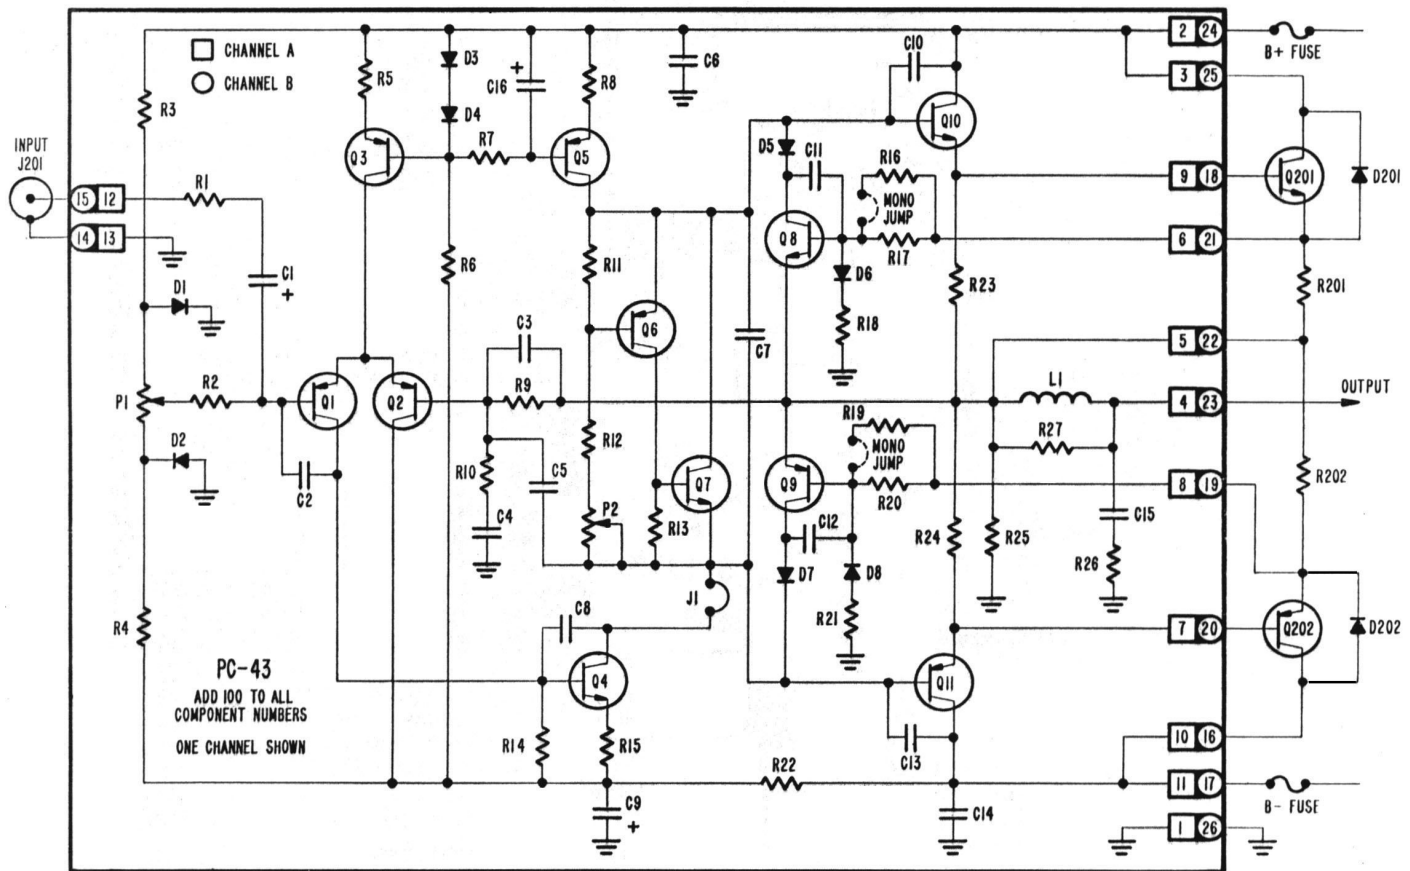 CHANNEL A
CHANNEL B
INPUT
J201
15 12
14 13
R1
C1
+
R3
R5
D3
D4
C16
+
R8
R7
Q3
Q5
C6
C10
Q10
2 24
B+ FUSE
3 25
D5
C11
R16
MONO
JUMP
R17
Q8
9 18
Q201
D201
6 21
D1
R6
R11
D6
R18
R23
R201
C3
Q6
C7
5 22
P1
R2
Q1
Q2
R9
L1
4 23
OUTPUT
R19
MONO
JUMP
R20
R27
D2
C2
R10
C5
R12
C4
Q7
Q9
8 19
R202
P2
R13
C12
R24
R25
C15
R26
D7
D8
R21
R4
C8
J1
7 20
Q202
D202
PC-43
ADD 100 TO ALL
COMPONENT NUMBERS
ONE CHANNEL SHOWN
Q4
Q11
R14
R15
C13
10 16
R22
11 17
B- FUSE
C9
+
C14
1 26